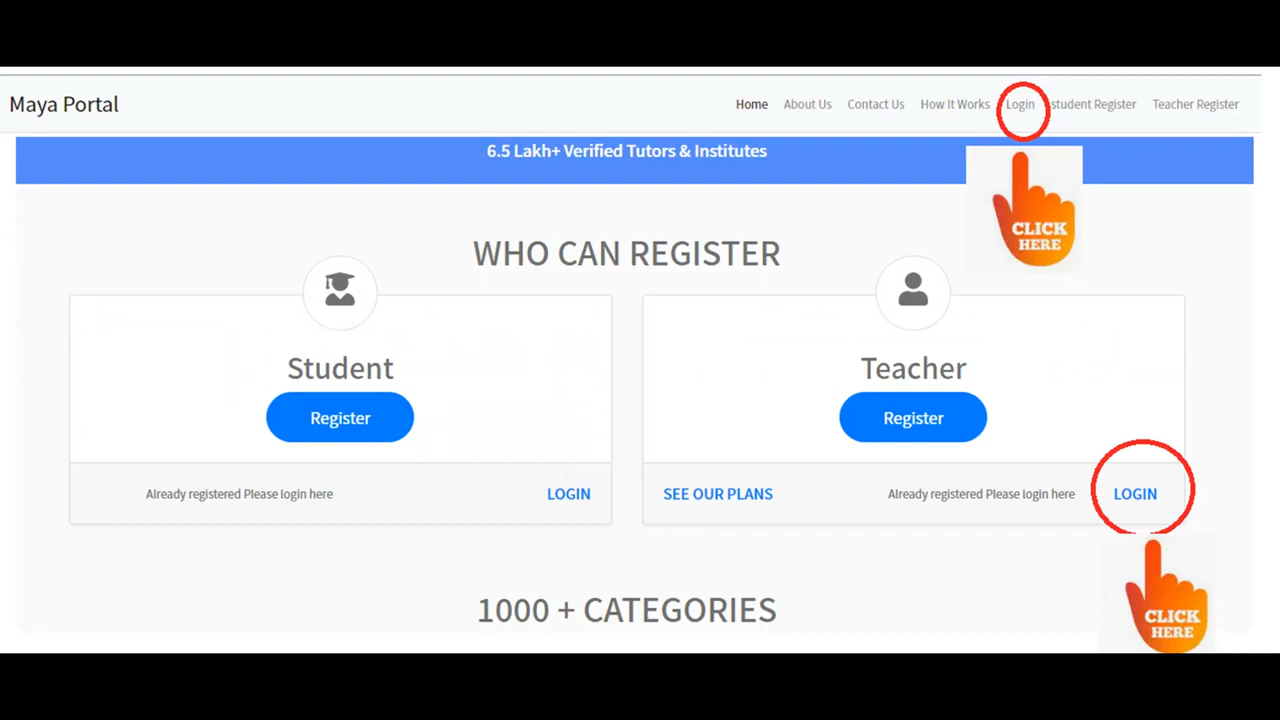 Maya Portal
Home About Us Contact Us How It Works Login student Register Teacher Register
6.5 Lakh+ Verified Tutors & Institutes
CLICK
HERE
WHO CAN REGISTER
Student
Register
Already registered Please login here LOGIN
Teacher
Register
SEE OUR PLANS Already registered Please login here LOGIN
CLICK
HERE
1000 + CATEGORIES